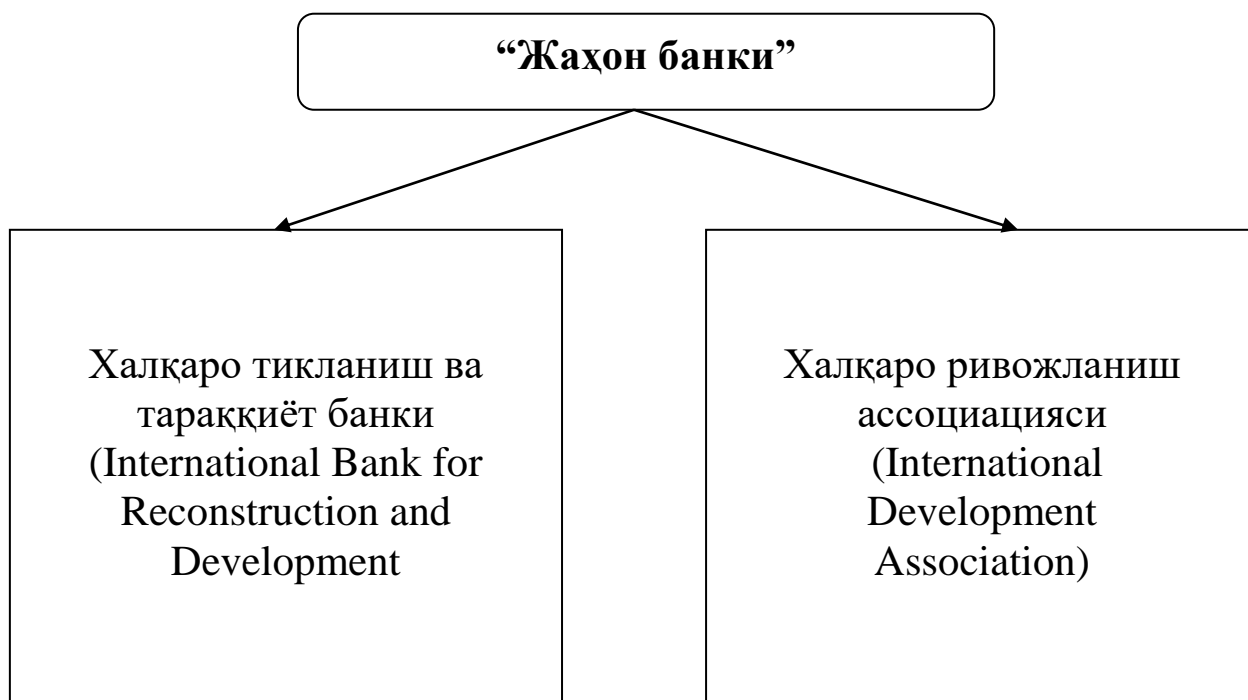 “Жаҳон банки”
Халқаро тикланиш ва
тараққиёт банки
(International Bank for
Reconstruction and
Development
Халқаро ривожланиш
ассоциацияси
(International
Development
Association)